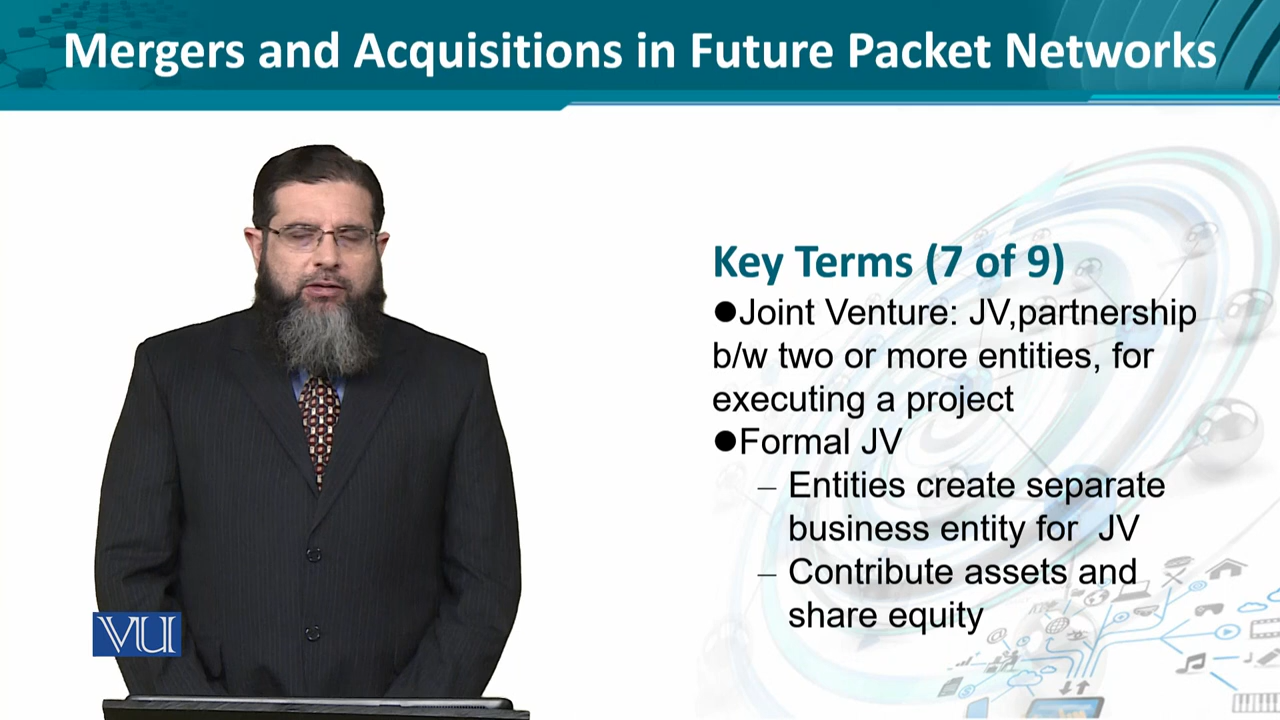 Mergers and Acquisitions in Future Packet Networks
Key Terms (7 of 9)
●Joint Venture: JV,partnership
b/w two or more entities, for
executing a project
●Formal JV
– Entities create separate
business entity for JV
– Contribute assets and
share equity
VU